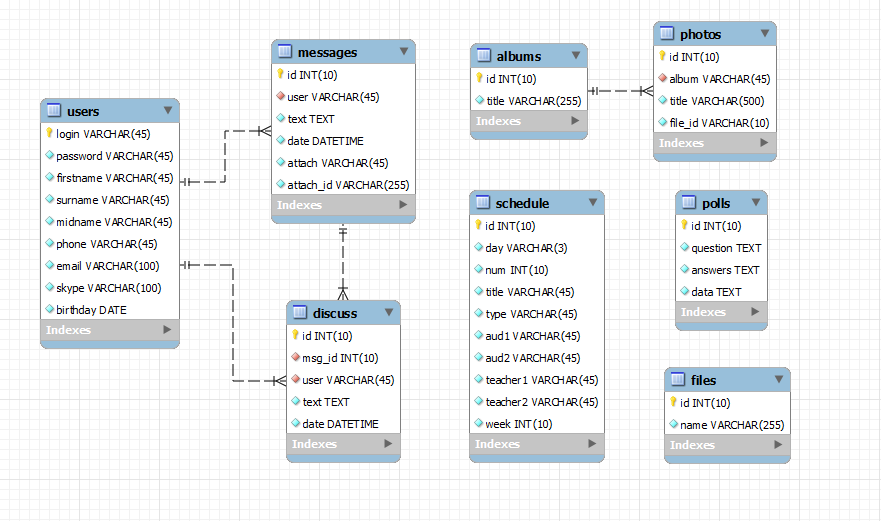 users
login VARCHAR(45)
password VARCHAR(45)
firstname VARCHAR(45)
surname VARCHAR(45)
midname VARCHAR(45)
phone VARCHAR(45)
email VARCHAR(100)
skype VARCHAR(100)
birthday DATE
Indexes
messages
id INT(10)
user VARCHAR(45)
text TEXT
date DATETIME
attach VARCHAR(45)
attach_id VARCHAR(255)
Indexes
discuss
id INT(10)
msg_id INT(10)
user VARCHAR(45)
text TEXT
date DATETIME
Indexes
albums
id INT(10)
title VARCHAR(255)
Indexes
photos
id INT(10)
album VARCHAR(45)
title VARCHAR(500)
file_id VARCHAR(10)
Indexes
schedule
id INT(10)
day VARCHAR(3)
num INT(10)
title VARCHAR(45)
type VARCHAR(45)
aud1 VARCHAR(45)
aud2 VARCHAR(45)
teacher1 VARCHAR(45)
teacher2 VARCHAR(45)
week INT(10)
Indexes
polls
id INT(10)
question TEXT
answers TEXT
data TEXT
Indexes
files
id INT(10)
name VARCHAR(255)
Indexes